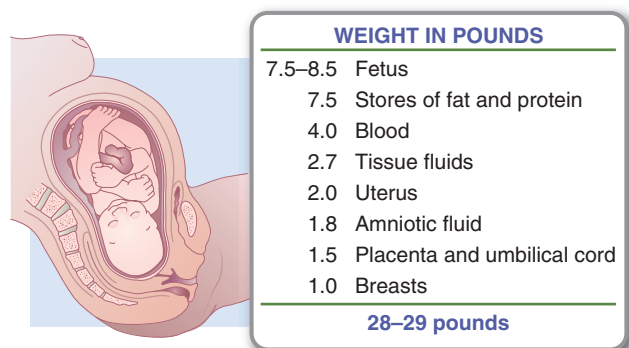 WEIGHT IN POUNDS
7.5–8.5 Fetus
7.5 Stores of fat and protein
4.0 Blood
2.7 Tissue fluids
2.0 Uterus
1.8 Amniotic fluid
1.5 Placenta and umbilical cord
1.0 Breasts
28–29 pounds